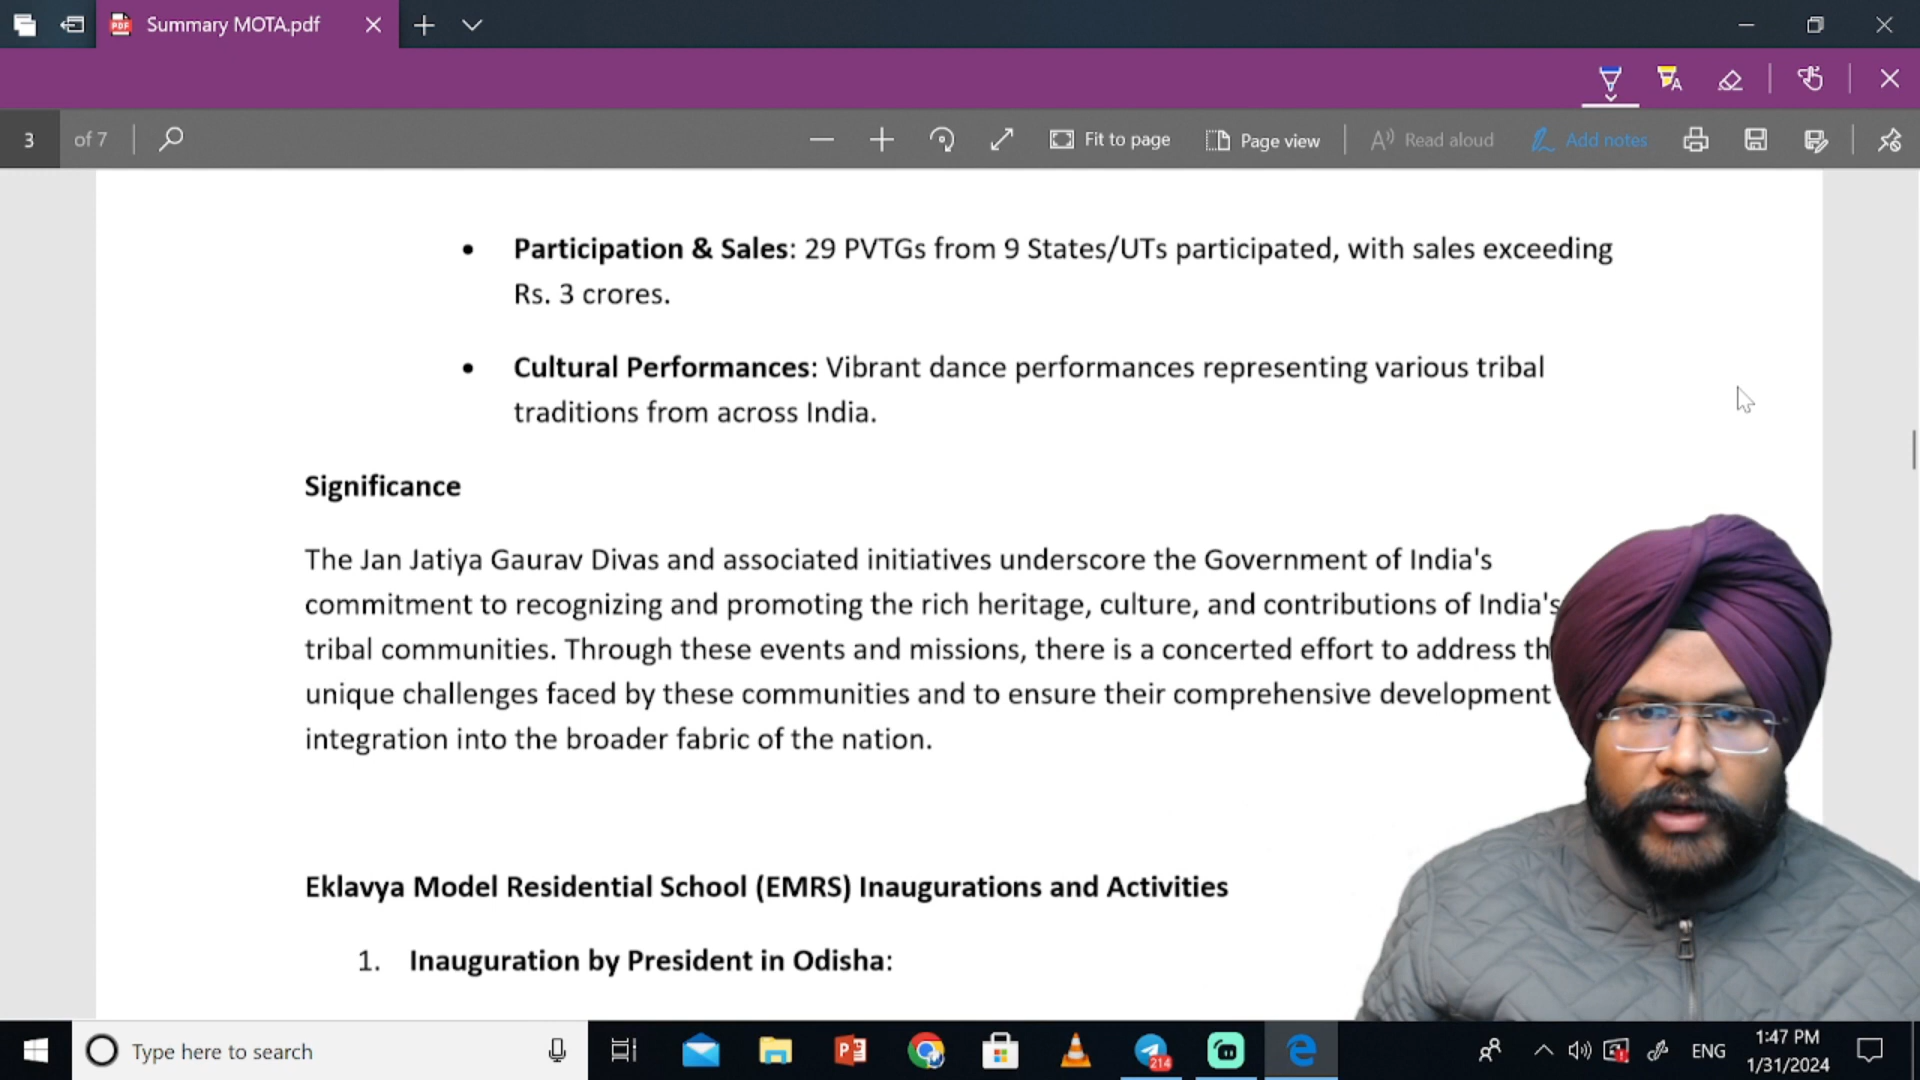 Summary MOTA.pdf
3 of 7
Fit to page
Page view
Read aloud
Add notes
• Participation & Sales: 29 PVTGs from 9 States/UTs participated, with sales exceeding
Rs. 3 crores.
• Cultural Performances: Vibrant dance performances representing various tribal
traditions from across India.
Significance
The Jan Jatiya Gaurav Divas and associated initiatives underscore the Government of India's
commitment to recognizing and promoting the rich heritage, culture, and contributions of India's
tribal communities. Through these events and missions, there is a concerted effort to address th
unique challenges faced by these communities and to ensure their comprehensive development
integration into the broader fabric of the nation.
Eklavya Model Residential School (EMRS) Inaugurations and Activities
1. Inauguration by President in Odisha:
Type here to search
214
ENG
1:47 PM
1/31/2024